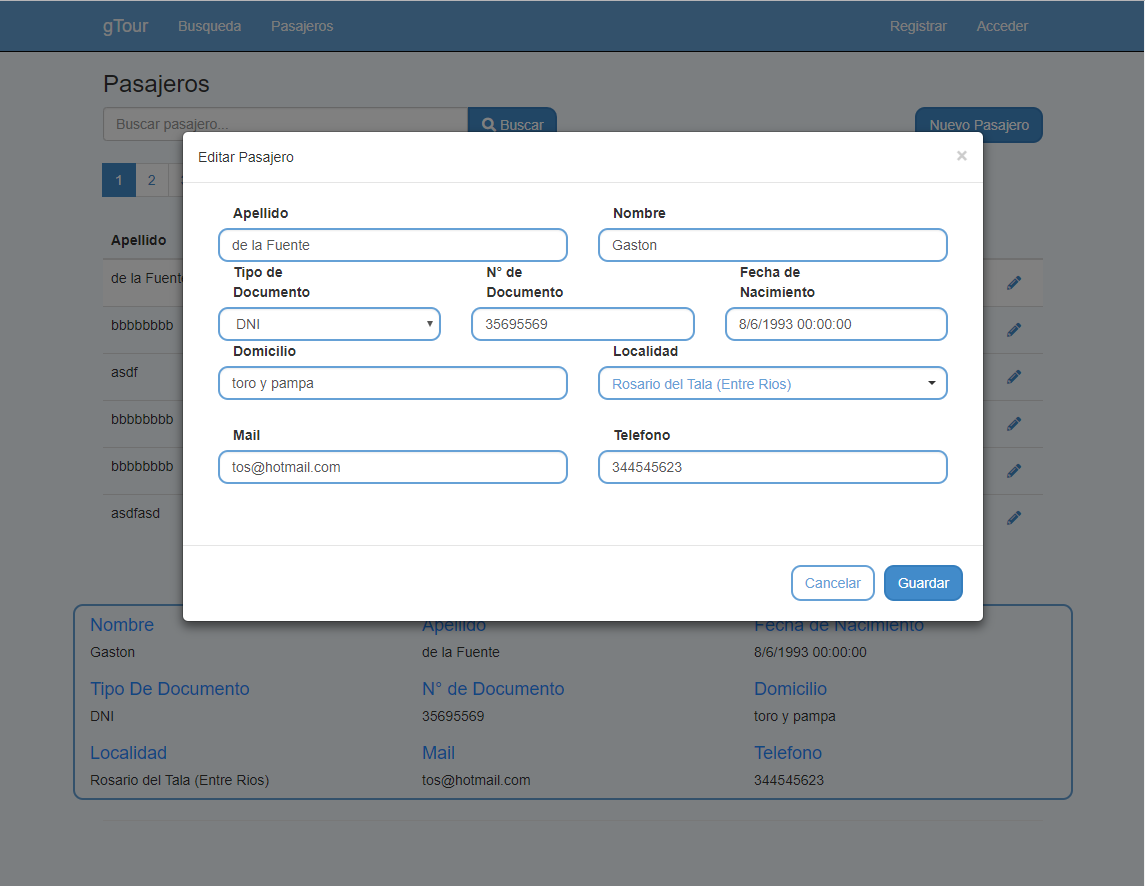 gTour Busqueda Pasajeros Registrar Acceder
Pasajeros
Buscar pasajero... Buscar Nuevo Pasajero
1 2
Editar Pasajero ×
Apellido Nombre
de la Fuente Gaston
Tipo de Documento N° de Documento Fecha de Nacimiento
DNI 35695569 8/6/1993 00:00:00
Domicilio Localidad
toro y pampa Rosario del Tala (Entre Rios)
Mail Telefono
tos@hotmail.com 344545623
Cancelar Guardar
Apellido
de la Fuente
bbbbbbbb
asdf
bbbbbbbb
bbbbbbbb
asdfasd
Nombre Apellido Fecha de Nacimiento
Gaston de la Fuente 8/6/1993 00:00:00
Tipo De Documento N° de Documento Domicilio
DNI 35695569 toro y pampa
Localidad Mail Telefono
Rosario del Tala (Entre Rios) tos@hotmail.com 344545623